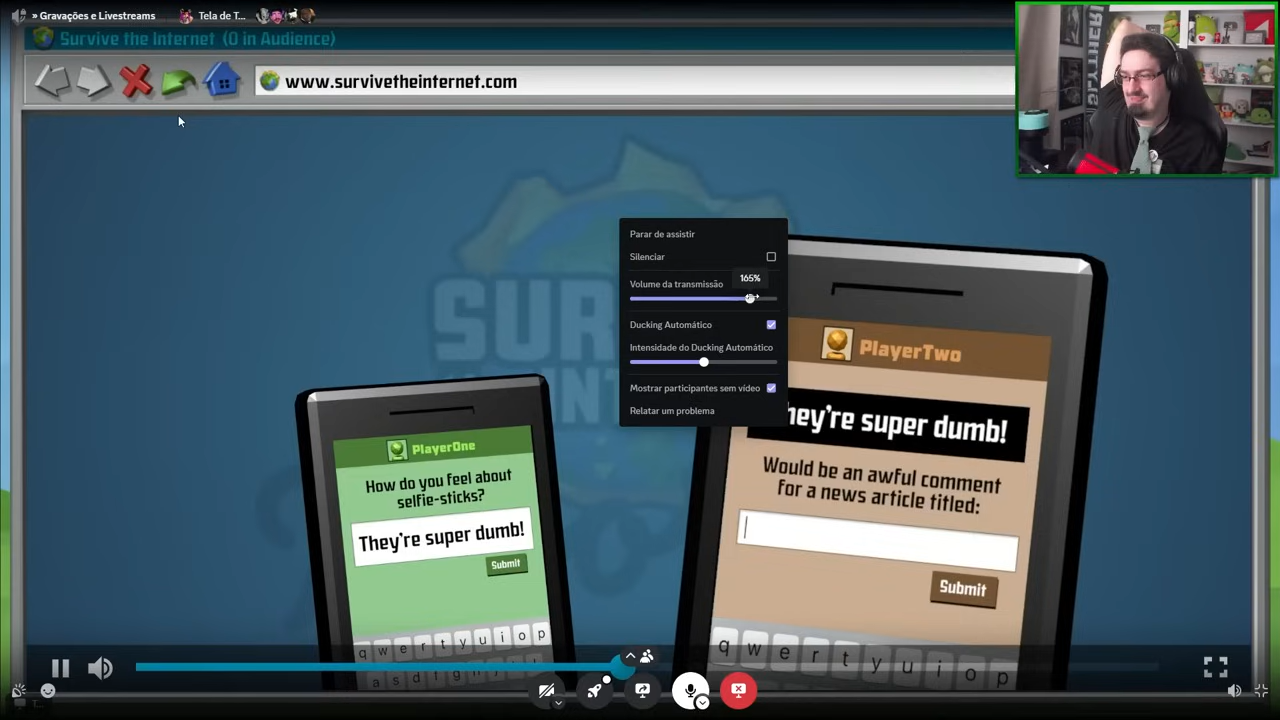 » Gravações e Livestreams
Tela de T...
Survive the Internet (0 in Audience)
www.survivetheinternet.com
Parar de assistir
Silenciar
165%
Volume da transmissão
Ducking Automático
Intensidade do Ducking Automático
Mostrar participantes sem vídeo
Relatar um problema
SUR
INT
PlayerOne
How do you feel about
selfie-sticks?
They're super dumb!
Submit
q w e r t y u i o p
a s d f g h
PlayerTwo
They're super dumb!
Would be an awful comment
for a news article titled:
Submit
q w e r t y u i o p